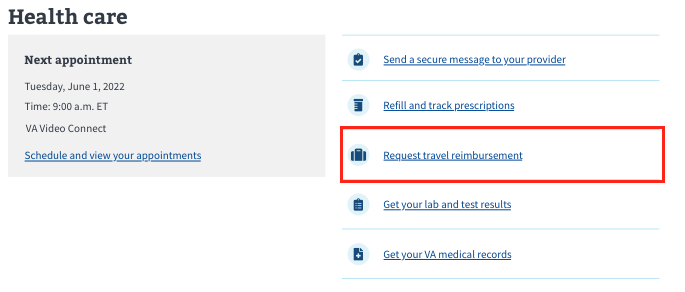 Health care
Next appointment
Tuesday, June 1, 2022
Time: 9:00 a.m. ET
VA Video Connect
Schedule and view your appointments
Send a secure message to your provider
Refill and track prescriptions
Request travel reimbursement
Get your lab and test results
Get your VA medical records